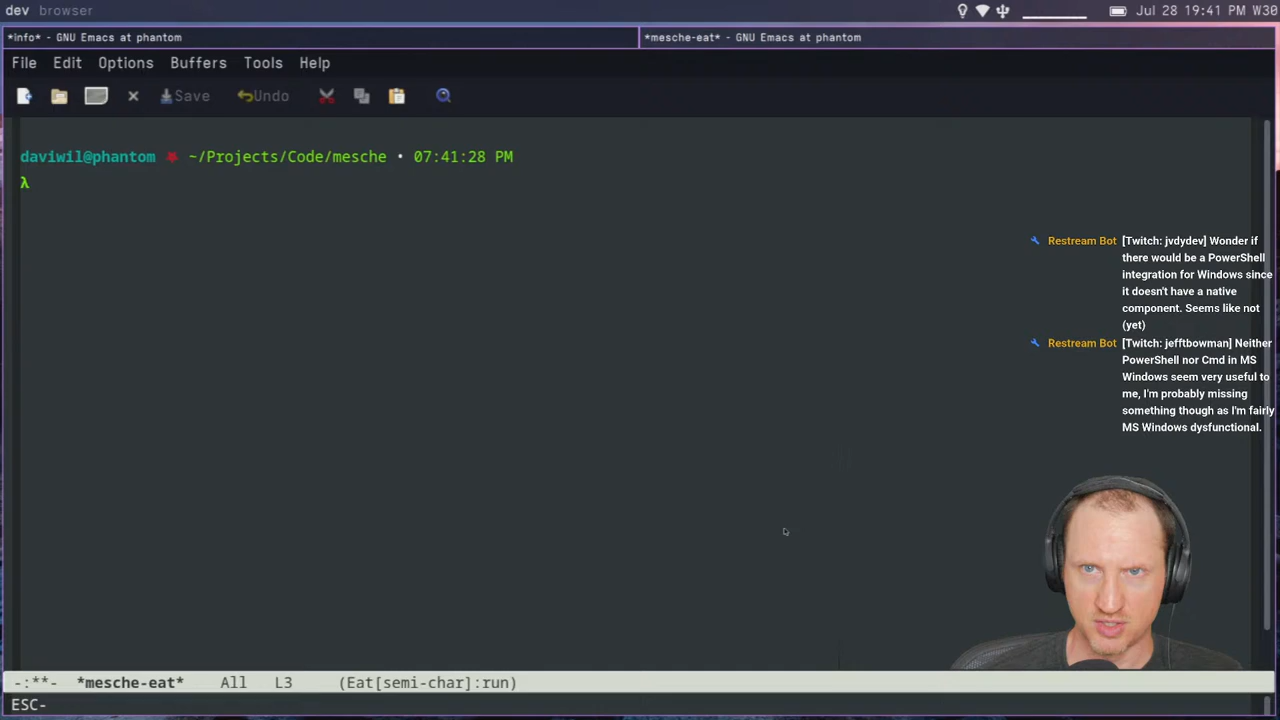 dev browser
Jul 28 19:41 PM W30
*info* - GNU Emacs at phantom
*mesche-eat* - GNU Emacs at phantom
File Edit Options Buffers Tools Help
Save Undo
daviwil@phantom ~/Projects/Code/mesche • 07:41:28 PM
λ
Restream Bot [Twitch: jvdydev] Wonder if
there would be a PowerShell
integration for Windows since
it doesn't have a native
component. Seems like not
(yet)
Restream Bot [Twitch: jefftbowman] Neither
PowerShell nor Cmd in MS
Windows seem very useful to
me, I'm probably missing
something though as I'm fairly
MS Windows dysfunctional.
-:**- *mesche-eat* All L3 (Eat[semi-char]:run)
ESC-